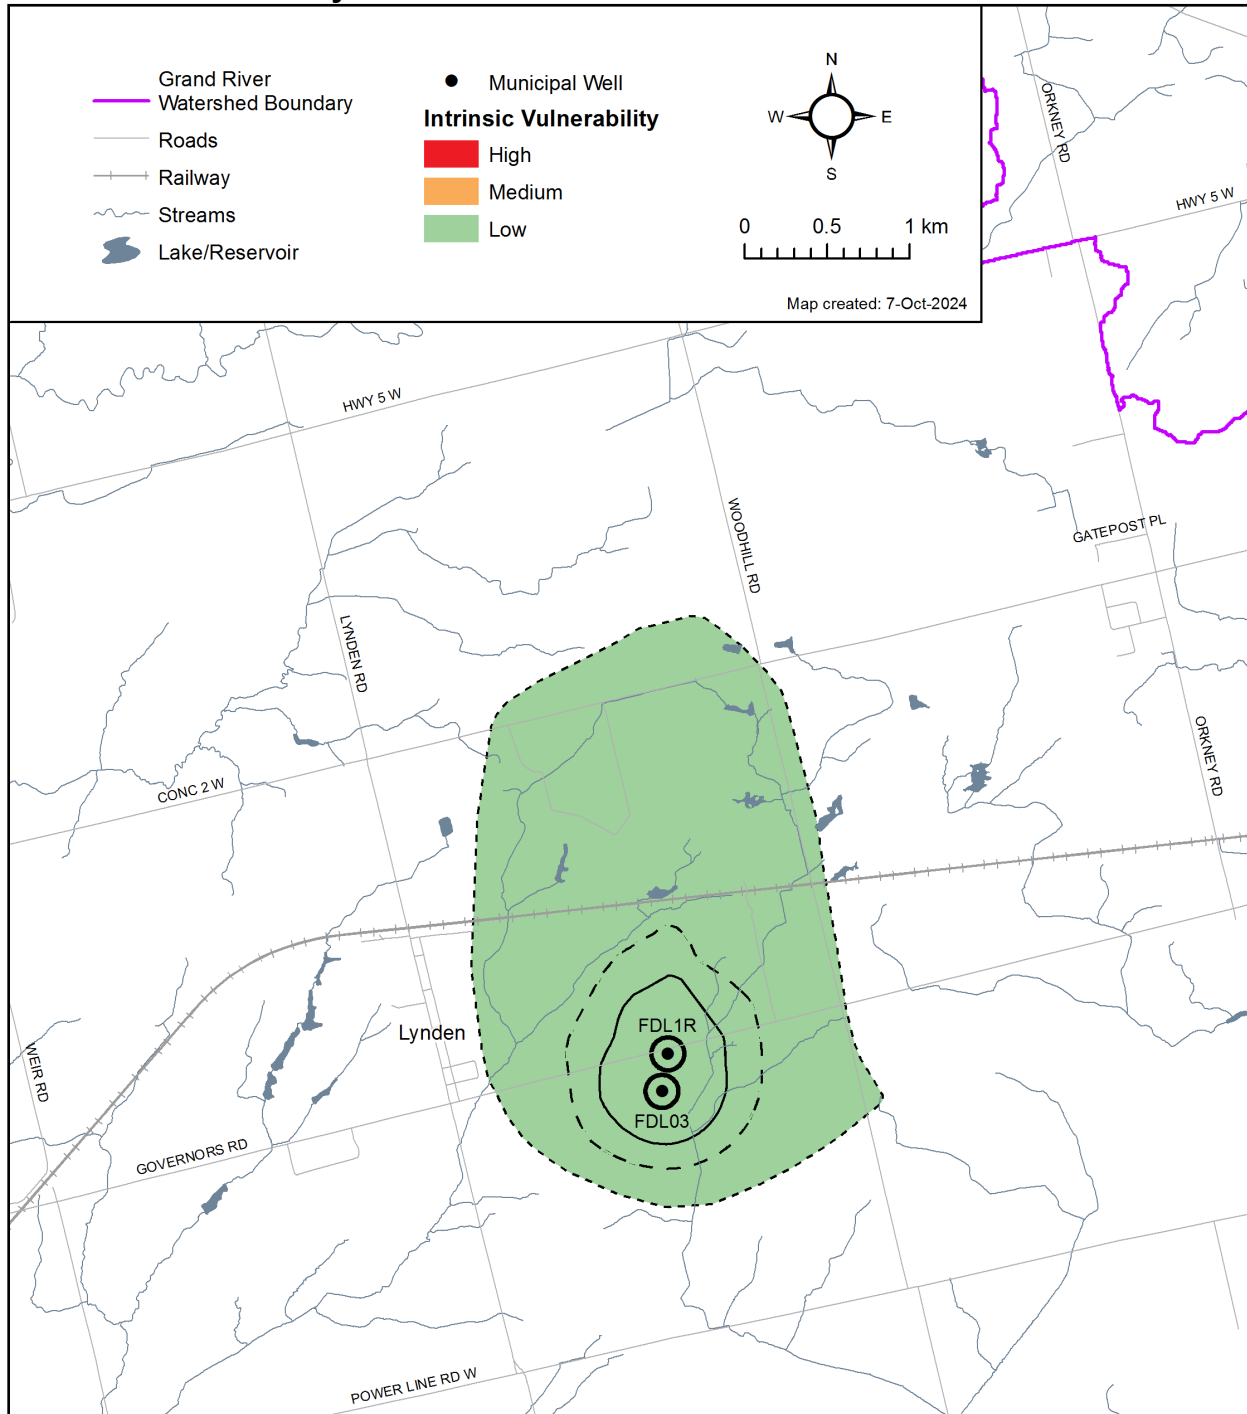 Grand River
Watershed Boundary
Roads
Railway
Streams
Lake/Reservoir
Municipal Well
Intrinsic Vulnerability
High
Medium
Low
N
W
E
S
0 0.5 1 km
Map created: 7-Oct-2024
ORKNEY RD
HWY 5 W
HWY 5 W
WOODHILL RD
GATEPOST PL
LYNDEN RD
ORKNEY RD
CONC 2 W
Lynden
FDL1R
FDL03
WEIR RD
GOVERNORS RD
POWER LINE RD W